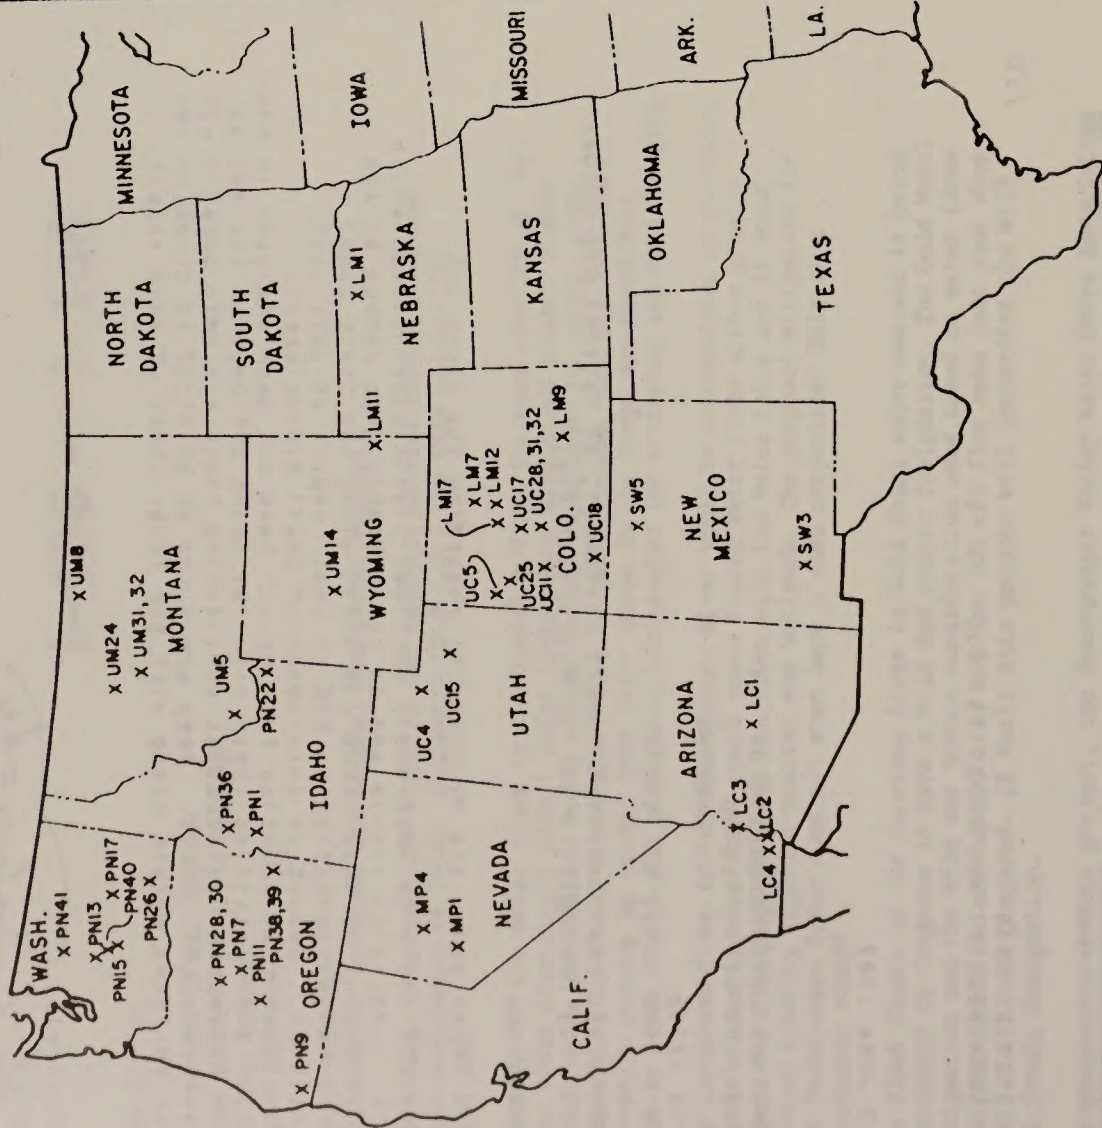 WASH.
X PN41
X PN13
PN15 X
X PN17
PN40
PN26 X
X PN28, 30
X PN7
X PN11
PN38,39 X
OREGON
X PN9
X PN36
X PN1
IDAHO
PN22 X
X UM8
X UM24
X UM31, 32
MONTANA
UM5
X
X UM14
WYOMING
NORTH
DAKOTA
SOUTH
DAKOTA
MINNESOTA
IOWA
X LM1
NEBRASKA
X LM11
MISSOURI
KANSAS
LM17
X LM7
X LM12
X UC17
X UC28, 31, 32
X LM9
UC5
X
X
UC25
UC11 X
COLO.
X UC18
UC4 X
UC15 X
UTAH
X MP4
X MP1
NEVADA
CALIF.
ARIZONA
X LC1
X LC3
LC4 X X LC2
X SW5
NEW
MEXICO
X SW3
OKLAHOMA
TEXAS
ARK.
LA.